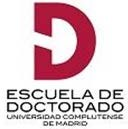 ESCUELA DE
DOCTORADO
UNIVERSIDAD COMPLUTENSE
DE MADRID